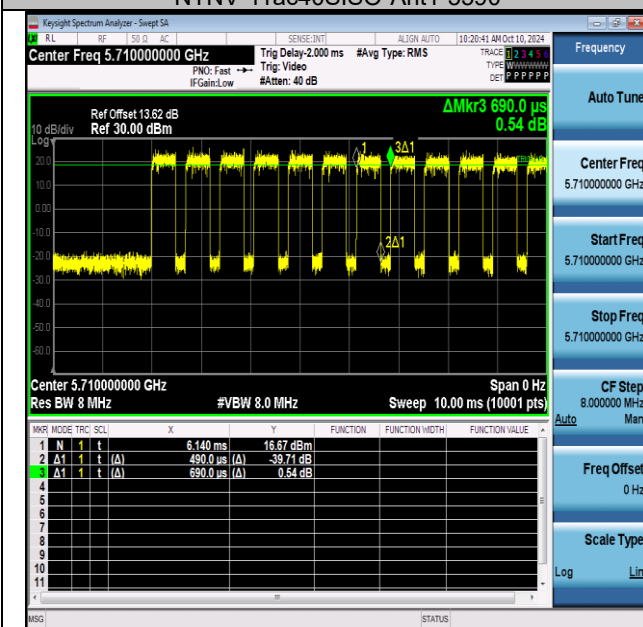 Keysight Spectrum Analyzer - Swept SA
RL RF 50 Ω AC SENSE:INT ALIGN AUTO 10:20:41 AM Oct 10, 2024
Center Freq 5.710000000 GHz Trig Delay-2.000 ms #Avg Type: RMS TRACE 1 2 3 4 5 6
PNO: Fast Trig: Video TYPE WWWWWW
IFGain:Low #Atten: 40 dB DET P P P P P P
Frequency
ΔMkr3 690.0 µs
0.54 dB
Ref Offset 13.62 dB
10 dB/div Ref 30.00 dBm
Log
20.0
10.0
0.00
-10.0
-20.0
-30.0
-40.0
-50.0
-60.0
1
3Δ1
2Δ1
Center 5.710000000 GHz Span 0 Hz
Res BW 8 MHz #VBW 8.0 MHz Sweep 10.00 ms (10001 pts)
MKR MODE TRC SCL X Y FUNCTION FUNCTION WIDTH FUNCTION VALUE
1 N 1 t 6.140 ms 16.67 dBm
2 Δ1 1 t (Δ) 490.0 µs (Δ) -39.71 dB
3 Δ1 1 t (Δ) 690.0 µs (Δ) 0.54 dB
4
5
6
7
8
9
10
11
MSG STATUS
Auto Tune
Center Freq
5.710000000 GHz
Start Freq
5.710000000 GHz
Stop Freq
5.710000000 GHz
CF Step
8.000000 MHz
Auto Man
Freq Offset
0 Hz
Scale Type
Log Lin